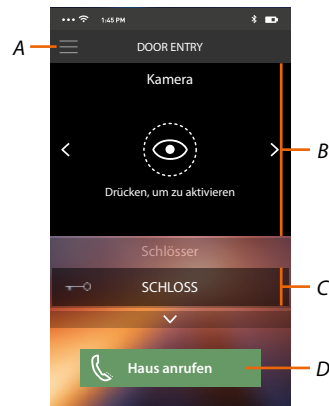 1:45 PM
A
DOOR ENTRY
Kamera
B
Drücken, um zu aktivieren
Schlösser
SCHLOSS
C
Haus anrufen
D